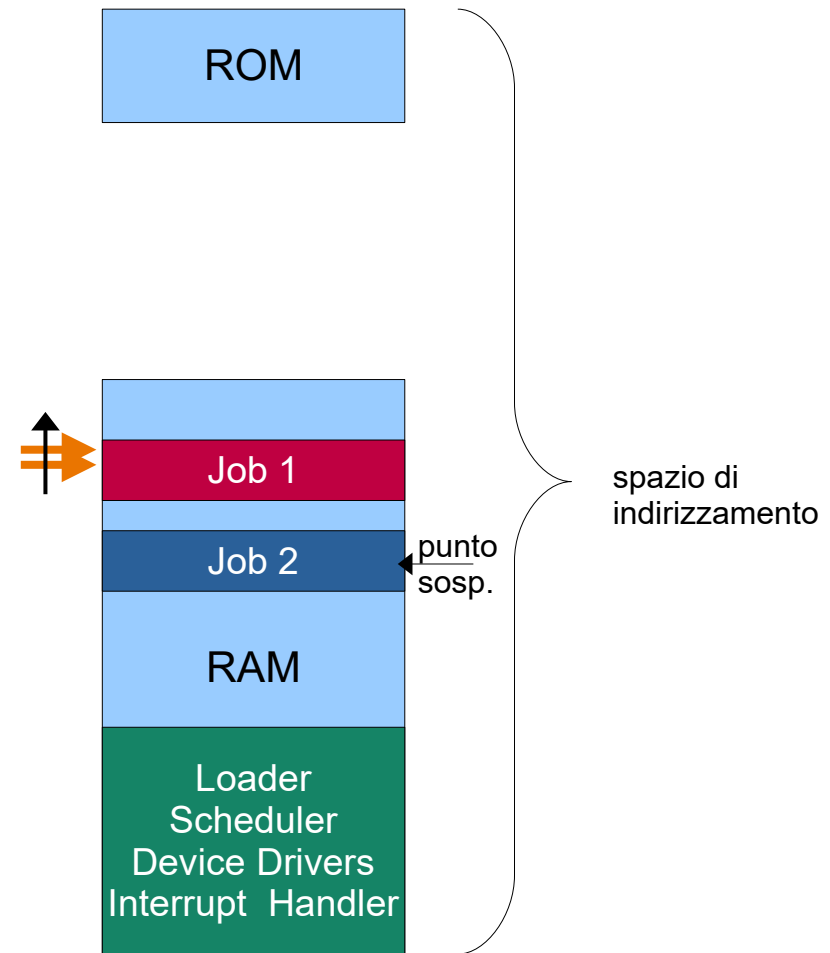 ROM
Job 1
spazio di
indirizzamento
punto
Job 2
sosp.
RAM
Loader
Scheduler
Device Drivers
Interrupt Handler